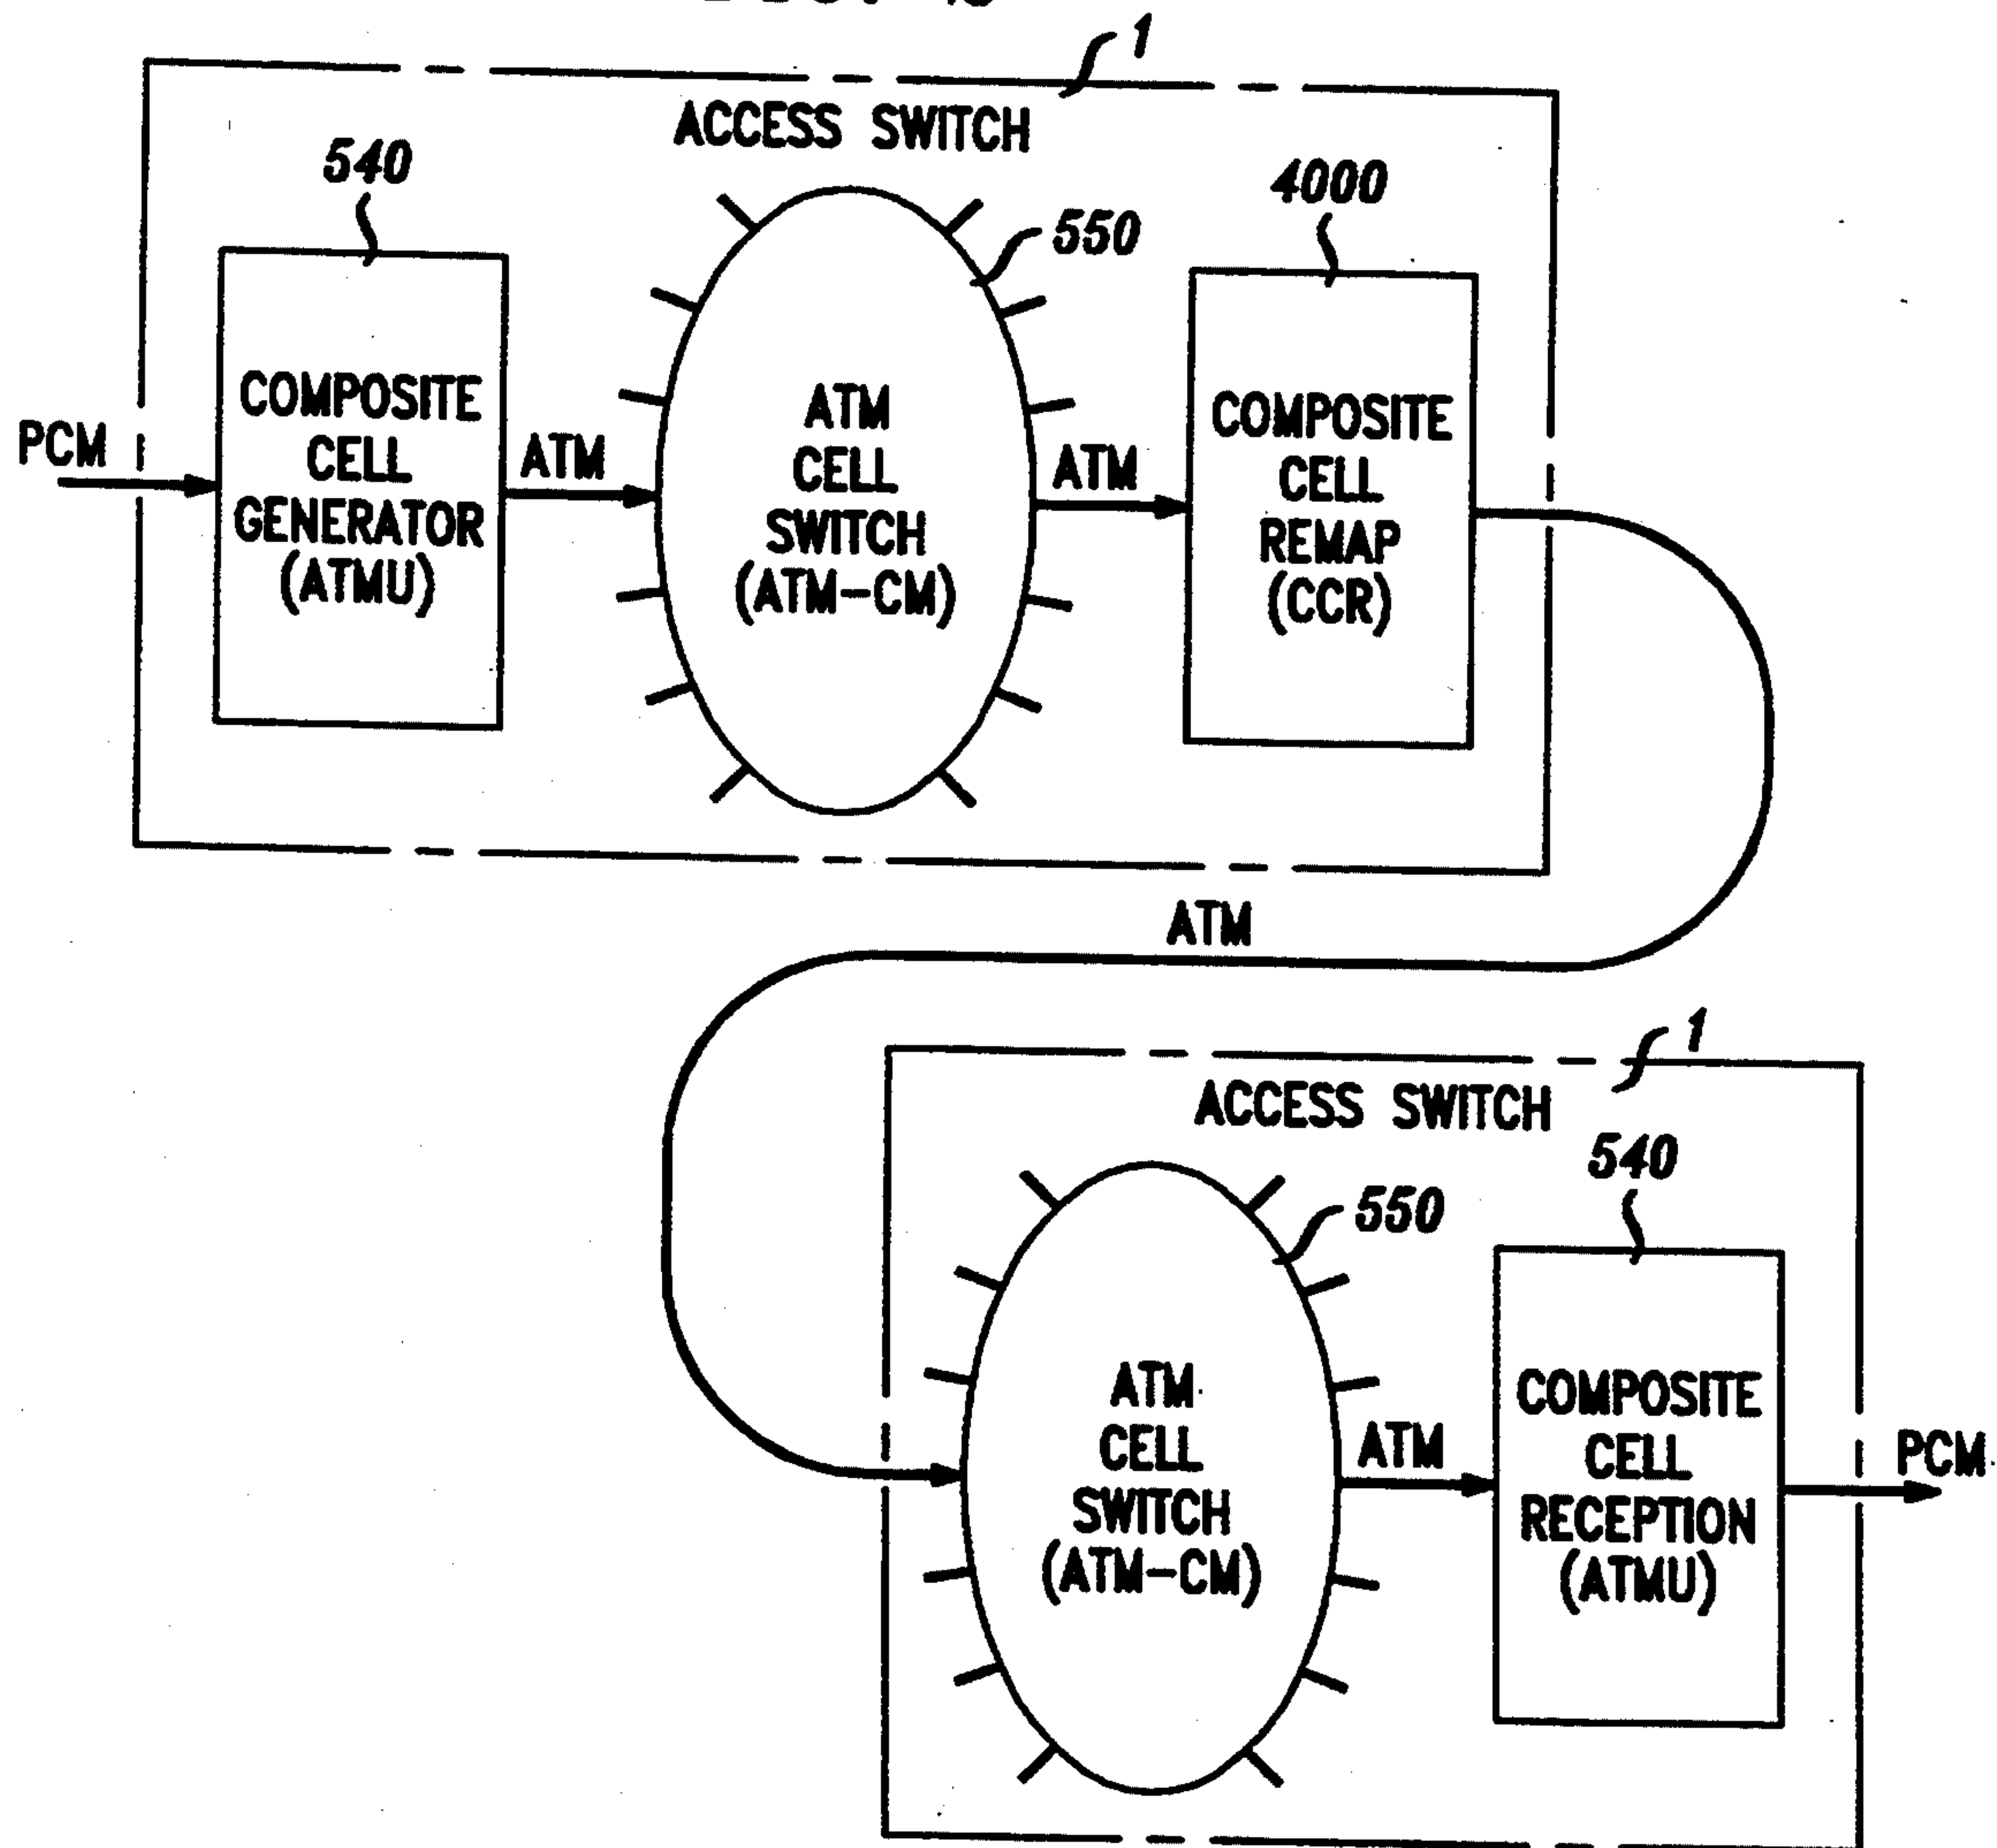 1
ACCESS SWITCH
540
4000
550
COMPOSITE
CELL
GENERATOR
(ATMU)
ATM
CELL
SWITCH
(ATM-CM)
COMPOSITE
CELL
REMAP
(CCR)
PCM
ATM
ATM
ATM
1
ACCESS SWITCH
540
550
ATM
CELL
SWITCH
(ATM-CM)
ATM
COMPOSITE
CELL
RECEPTION
(ATMU)
PCM